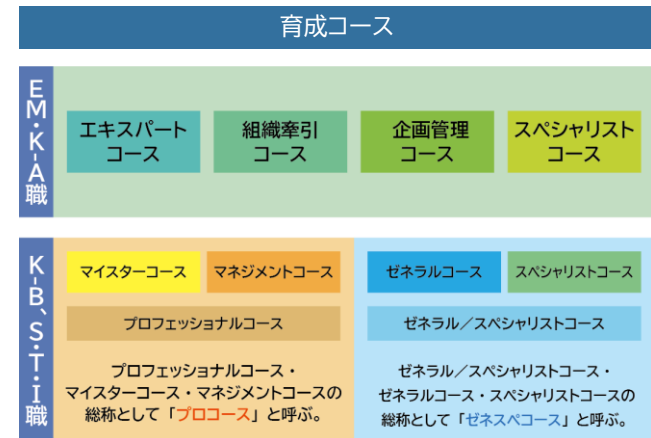 育成コース
EM・K-A職
エキスパート
コース
組織牽引
コース
企画管理
コース
スペシャリスト
コース
K-B、S・T・I職
マイスターコース
マネジメントコース
ゼネラルコース
スペシャリストコース
プロフェッショナルコース
ゼネラル／スペシャリストコース
プロフェッショナルコース・
マイスターコース・マネジメントコースの
総称として「プロコース」と呼ぶ。
ゼネラル／スペシャリストコース・
ゼネラルコース・スペシャリストコースの
総称として「ゼネスペコース」と呼ぶ。